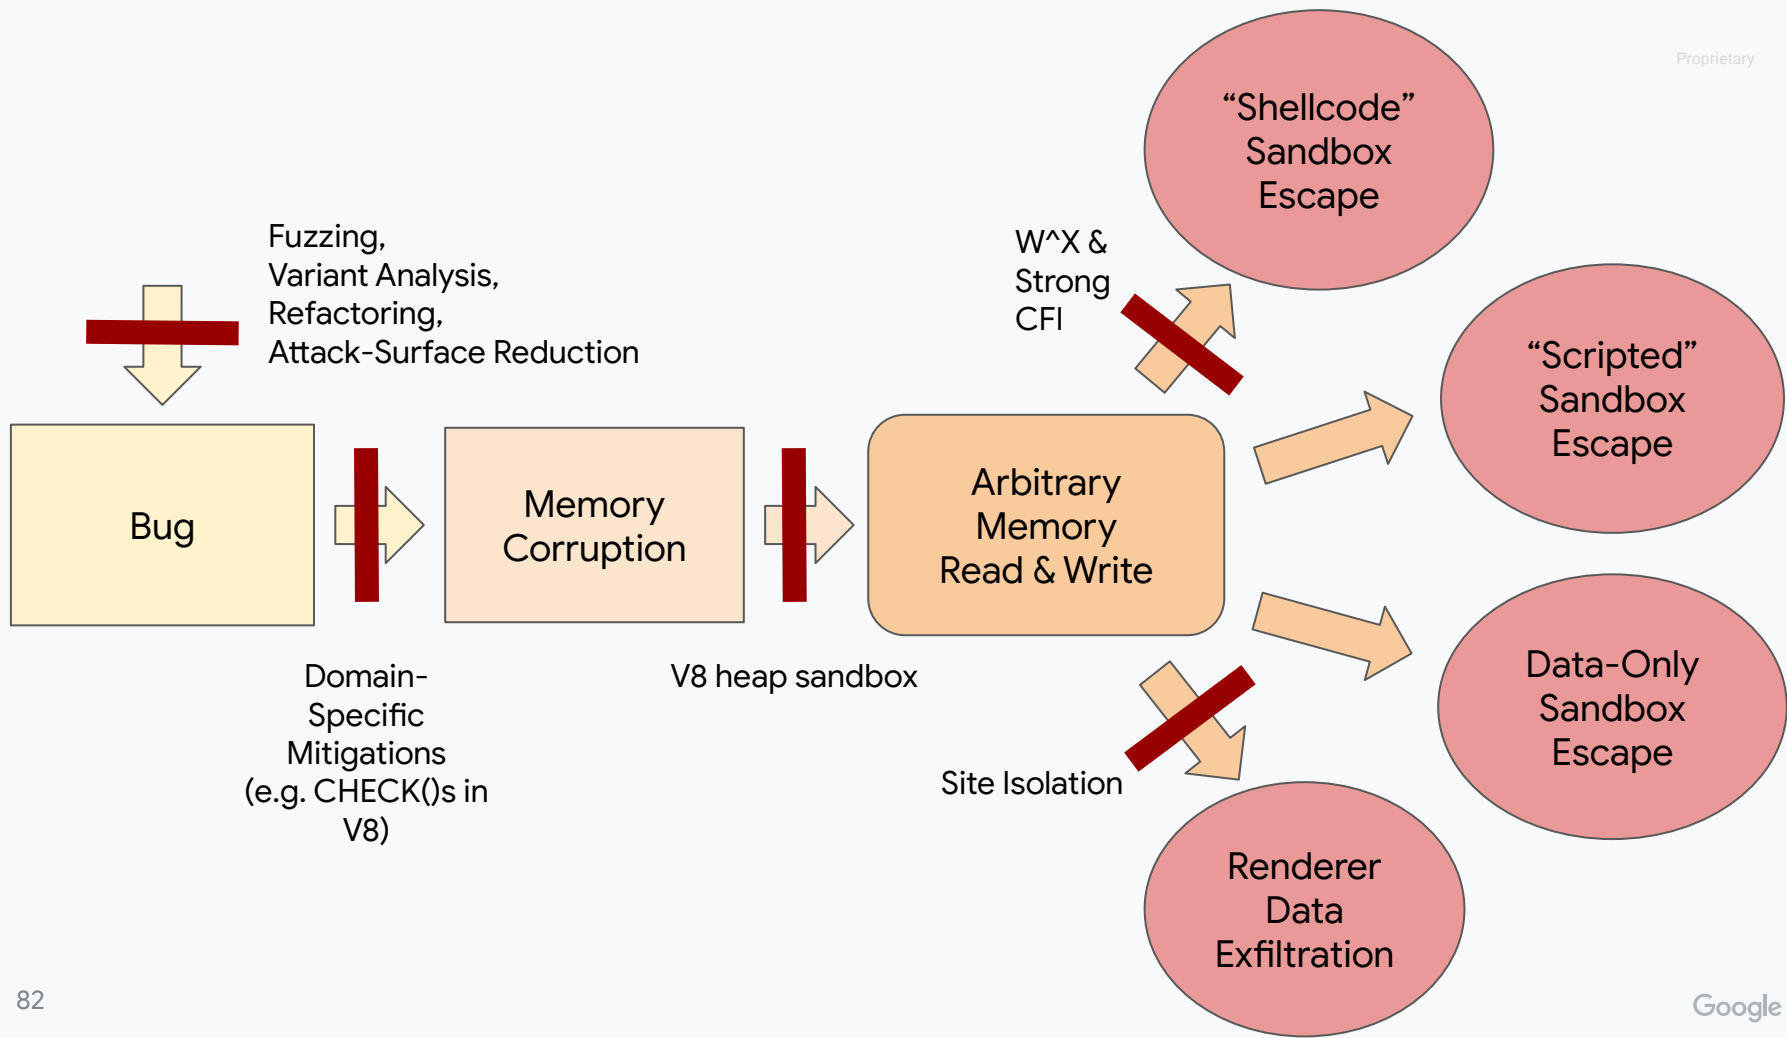 Proprietary
“Shellcode”
Sandbox
Escape
Fuzzing,
Variant Analysis,
Refactoring,
Attack-Surface Reduction
W^X &
Strong
CFI
“Scripted”
Sandbox
Escape
Bug
Memory
Corruption
Arbitrary
Memory
Read & Write
Domain-
Specific
Mitigations
(e.g. CHECK()s in
V8)
V8 heap sandbox
Data-Only
Sandbox
Escape
Site Isolation
Renderer
Data
Exfiltration
82
Google